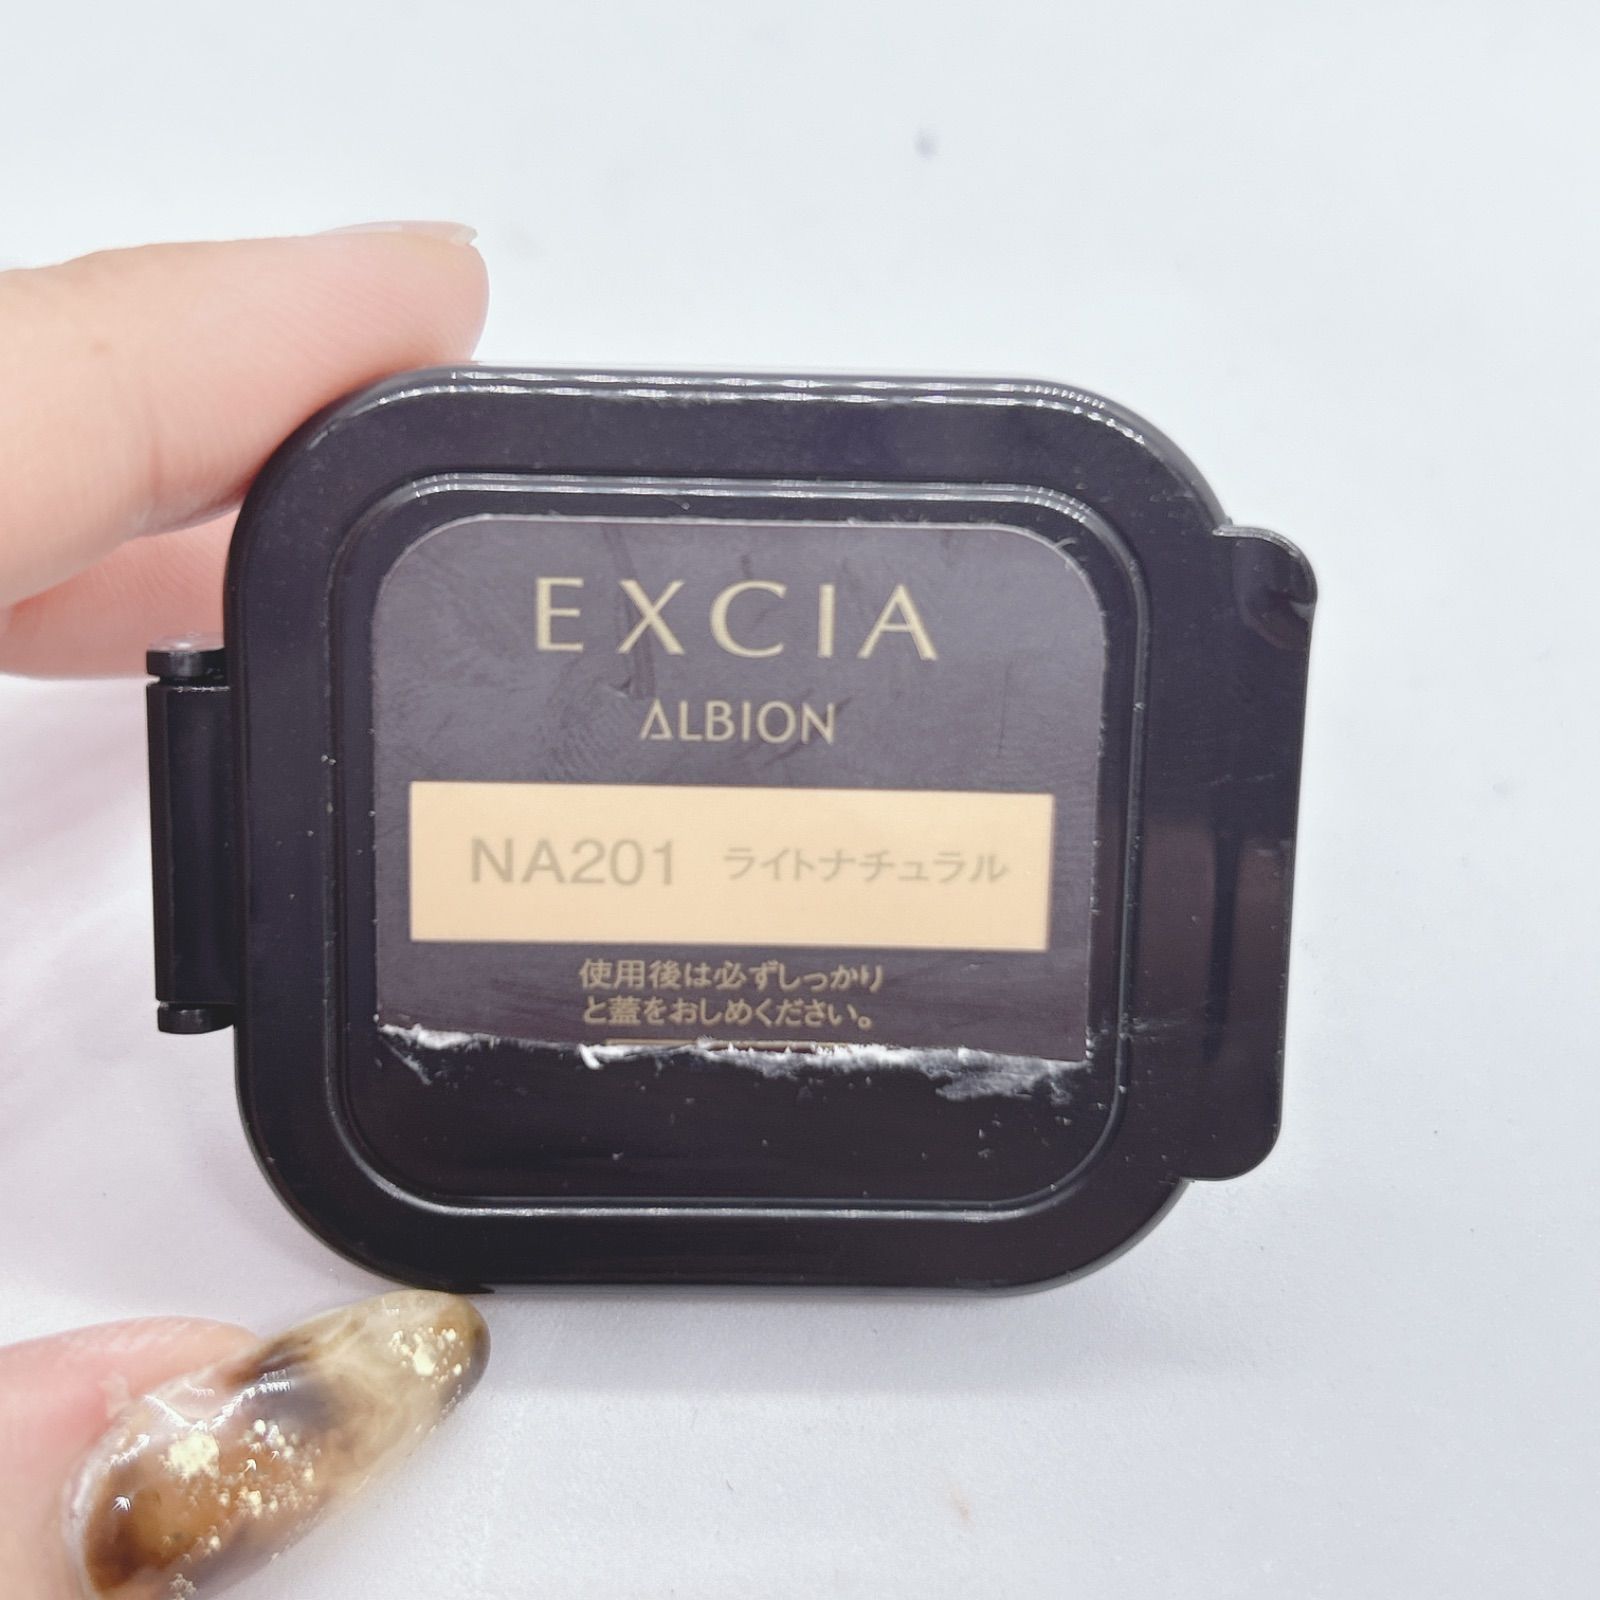 EXCIA
ALBION
NA201 ライトナチュラル
使用後は必ずしっかり
と蓋をおしめください。